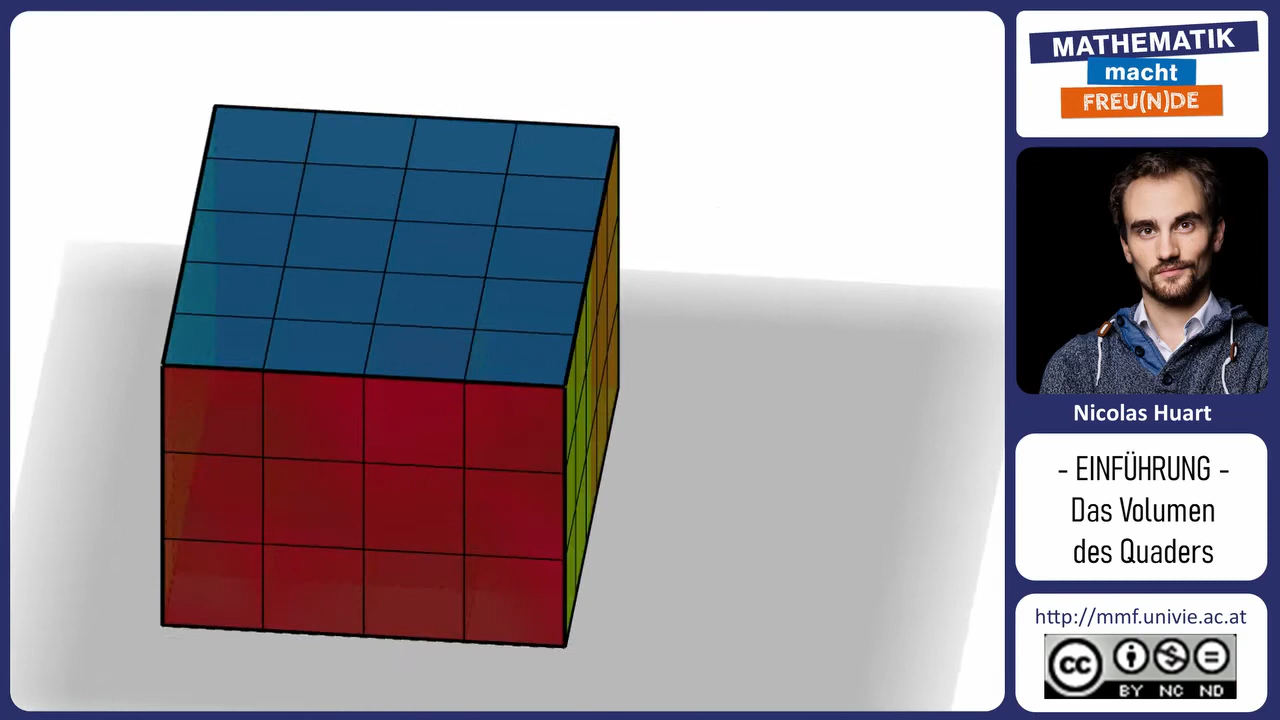 MATHEMATIK
macht
FREU(N)DE
Nicolas Huart
- EINFÜHRUNG -
Das Volumen
des Quaders
http://mmf.univie.ac.at
cc
BY NC ND